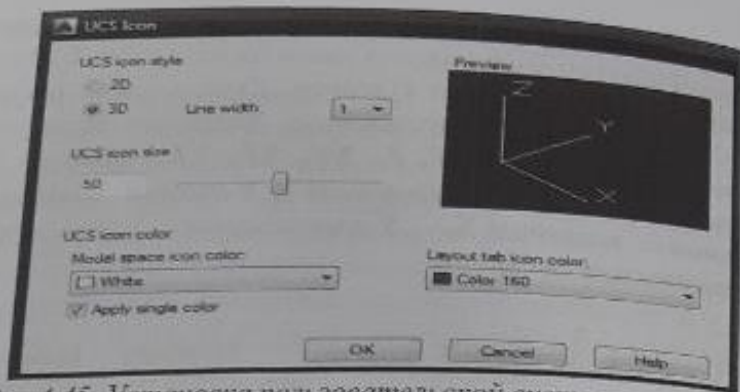 UCS Icon
UCS icon style
Preview
2D
3D
Line width
1
Z
Y
X
UCS icon size
50
UCS icon color
Model space icon color:
White
Layout tab icon color:
Color 160
Apply single color
OK
Cancel
Help